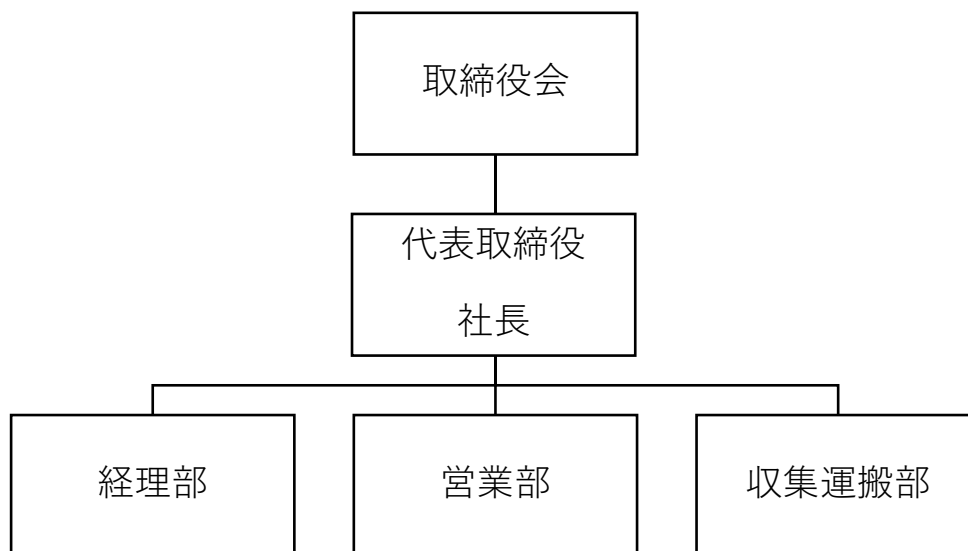 取締役会
代表取締役
社長
経理部
営業部
収集運搬部